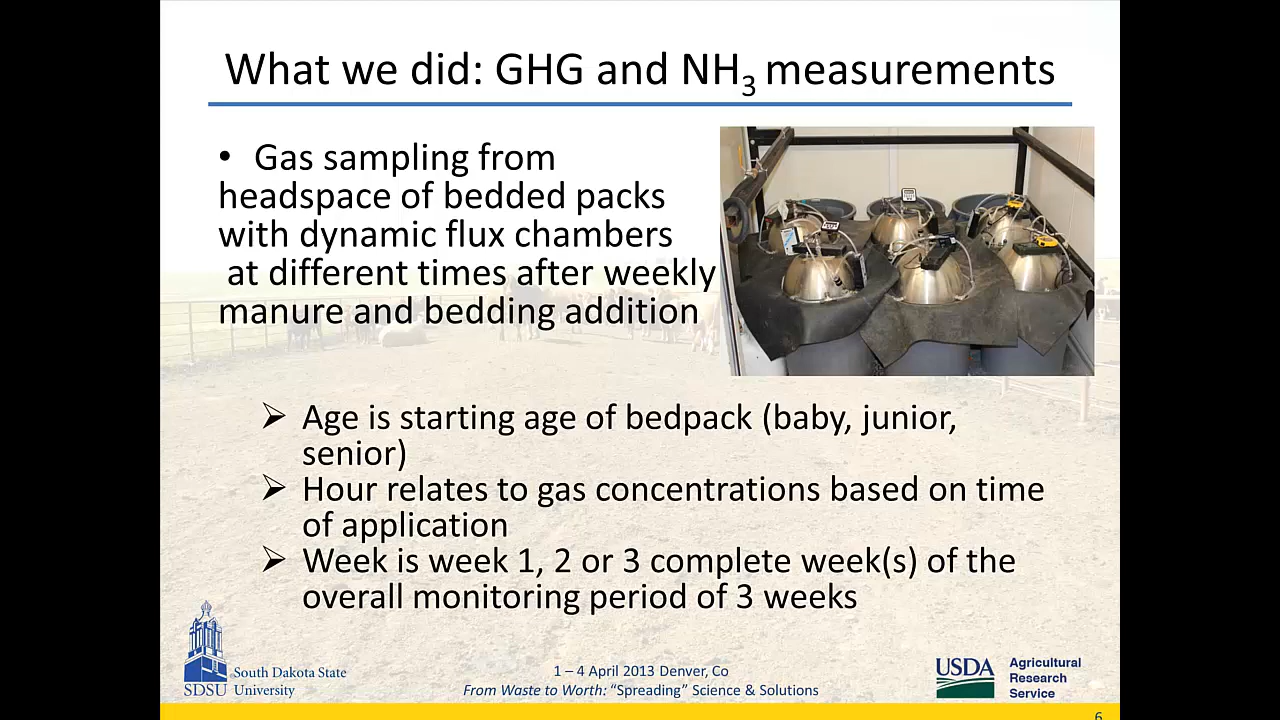 What we did: GHG and NH₃ measurements
• Gas sampling from
headspace of bedded packs
with dynamic flux chambers
at different times after weekly
manure and bedding addition
➢ Age is starting age of bedpack (baby, junior,
senior)
➢ Hour relates to gas concentrations based on time
of application
➢ Week is week 1, 2 or 3 complete week(s) of the
overall monitoring period of 3 weeks
SDSU
South Dakota State
University
1 – 4 April 2013 Denver, Co
From Waste to Worth: “Spreading” Science & Solutions
USDA
Agricultural
Research
Service
6